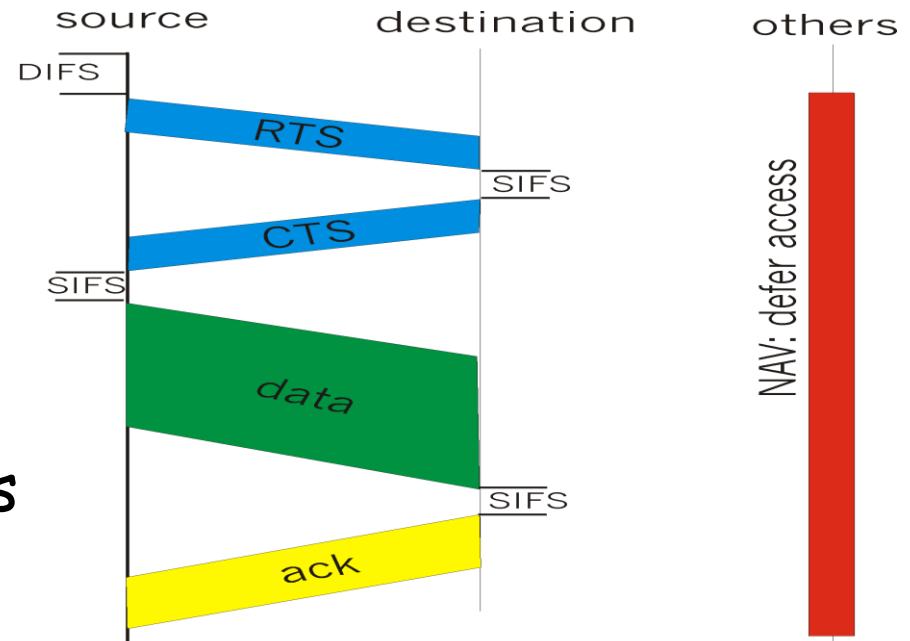 source
destination
others
DIFS
RTS
SIFS
CTS
SIFS
data
s
SIFS
ack
NAV: defer access